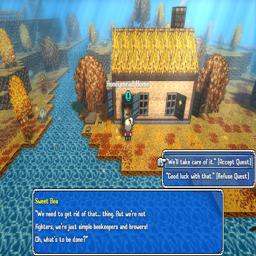 Honeymead Home
"We'll take care of it." [Accept Quest]
"Good luck with that." [Refuse Quest]
Sweet Bea
"We need to get rid of that... thing. But we're not
fighters, we're just simple beekeepers and brewers!
Oh, what's to be done?"